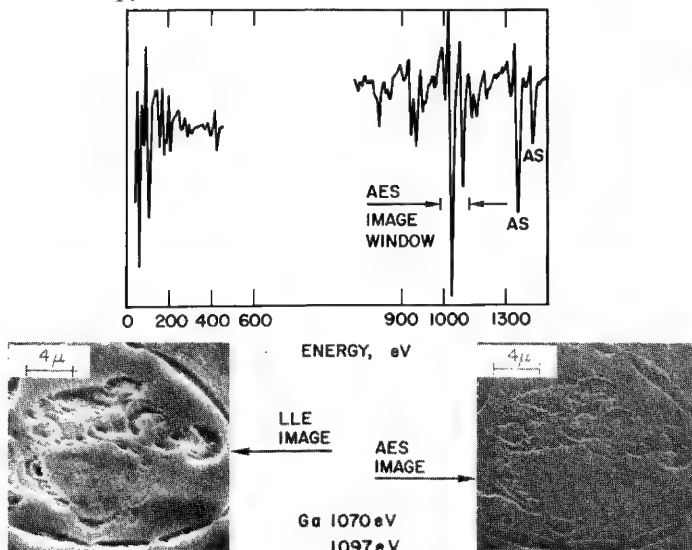 AS
AES
IMAGE
WINDOW
AS
0 200 400 600 900 1000 1300
ENERGY, eV
4μ
4μ
LLE
IMAGE
AES
IMAGE
Ga 1070 eV
1097 eV